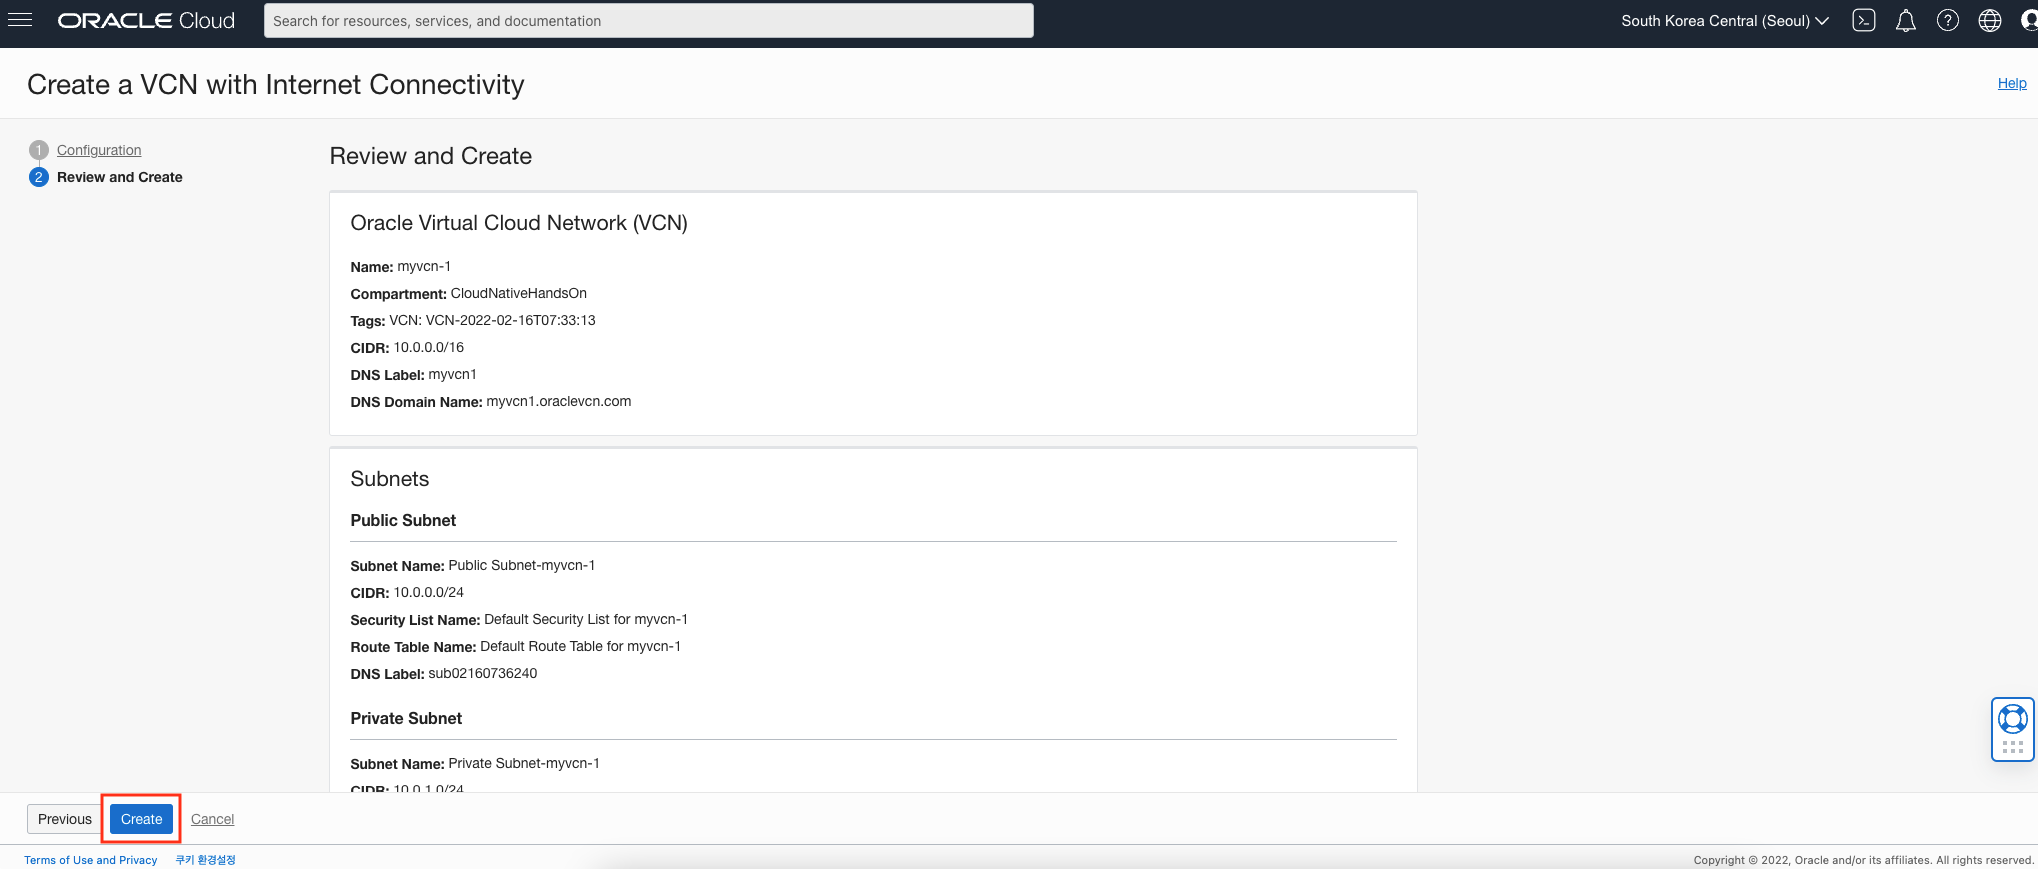 ORACLE Cloud
Search for resources, services, and documentation
South Korea Central (Seoul)
Create a VCN with Internet Connectivity
Help
1 Configuration
2 Review and Create
Review and Create
Oracle Virtual Cloud Network (VCN)
Name: myvcn-1
Compartment: CloudNativeHandsOn
Tags: VCN: VCN-2022-02-16T07:33:13
CIDR: 10.0.0.0/16
DNS Label: myvcn1
DNS Domain Name: myvcn1.oraclevcn.com
Subnets
Public Subnet
Subnet Name: Public Subnet-myvcn-1
CIDR: 10.0.0.0/24
Security List Name: Default Security List for myvcn-1
Route Table Name: Default Route Table for myvcn-1
DNS Label: sub02160736240
Private Subnet
Subnet Name: Private Subnet-myvcn-1
CIDR: 10.0.1.0/24
Previous
Create
Cancel
Terms of Use and Privacy
쿠키 환경설정
Copyright © 2022, Oracle and/or its affiliates. All rights reserved.